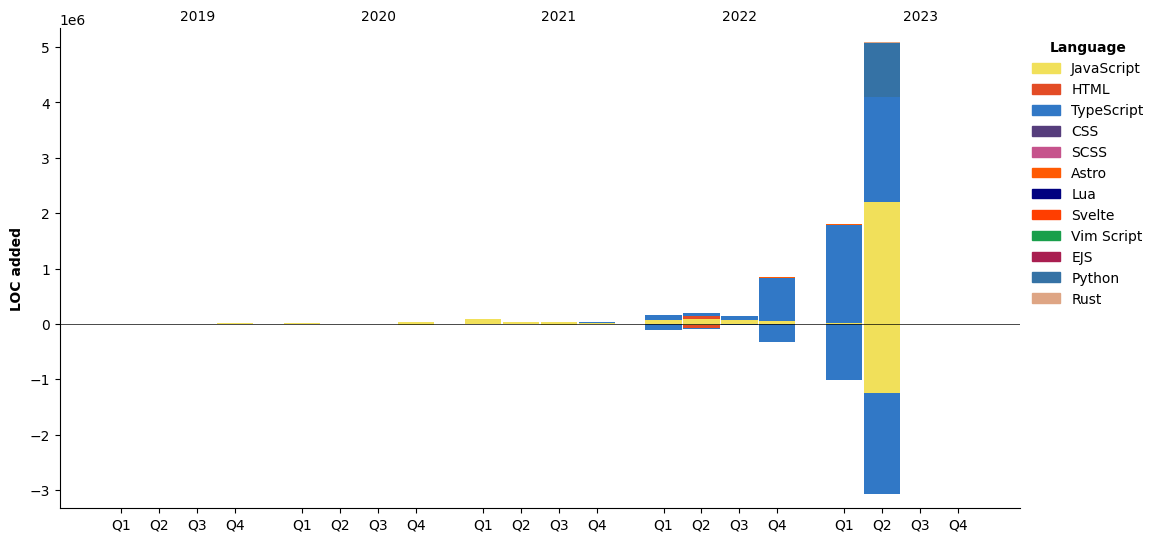 2019 2020 2021 2022 2023
1e6
Language
JavaScript
HTML
TypeScript
CSS
SCSS
Astro
Lua
Svelte
Vim Script
EJS
Python
Rust
LOC added
5
4
3
2
1
0
−1
−2
−3
Q1 Q2 Q3 Q4 Q1 Q2 Q3 Q4 Q1 Q2 Q3 Q4 Q1 Q2 Q3 Q4 Q1 Q2 Q3 Q4